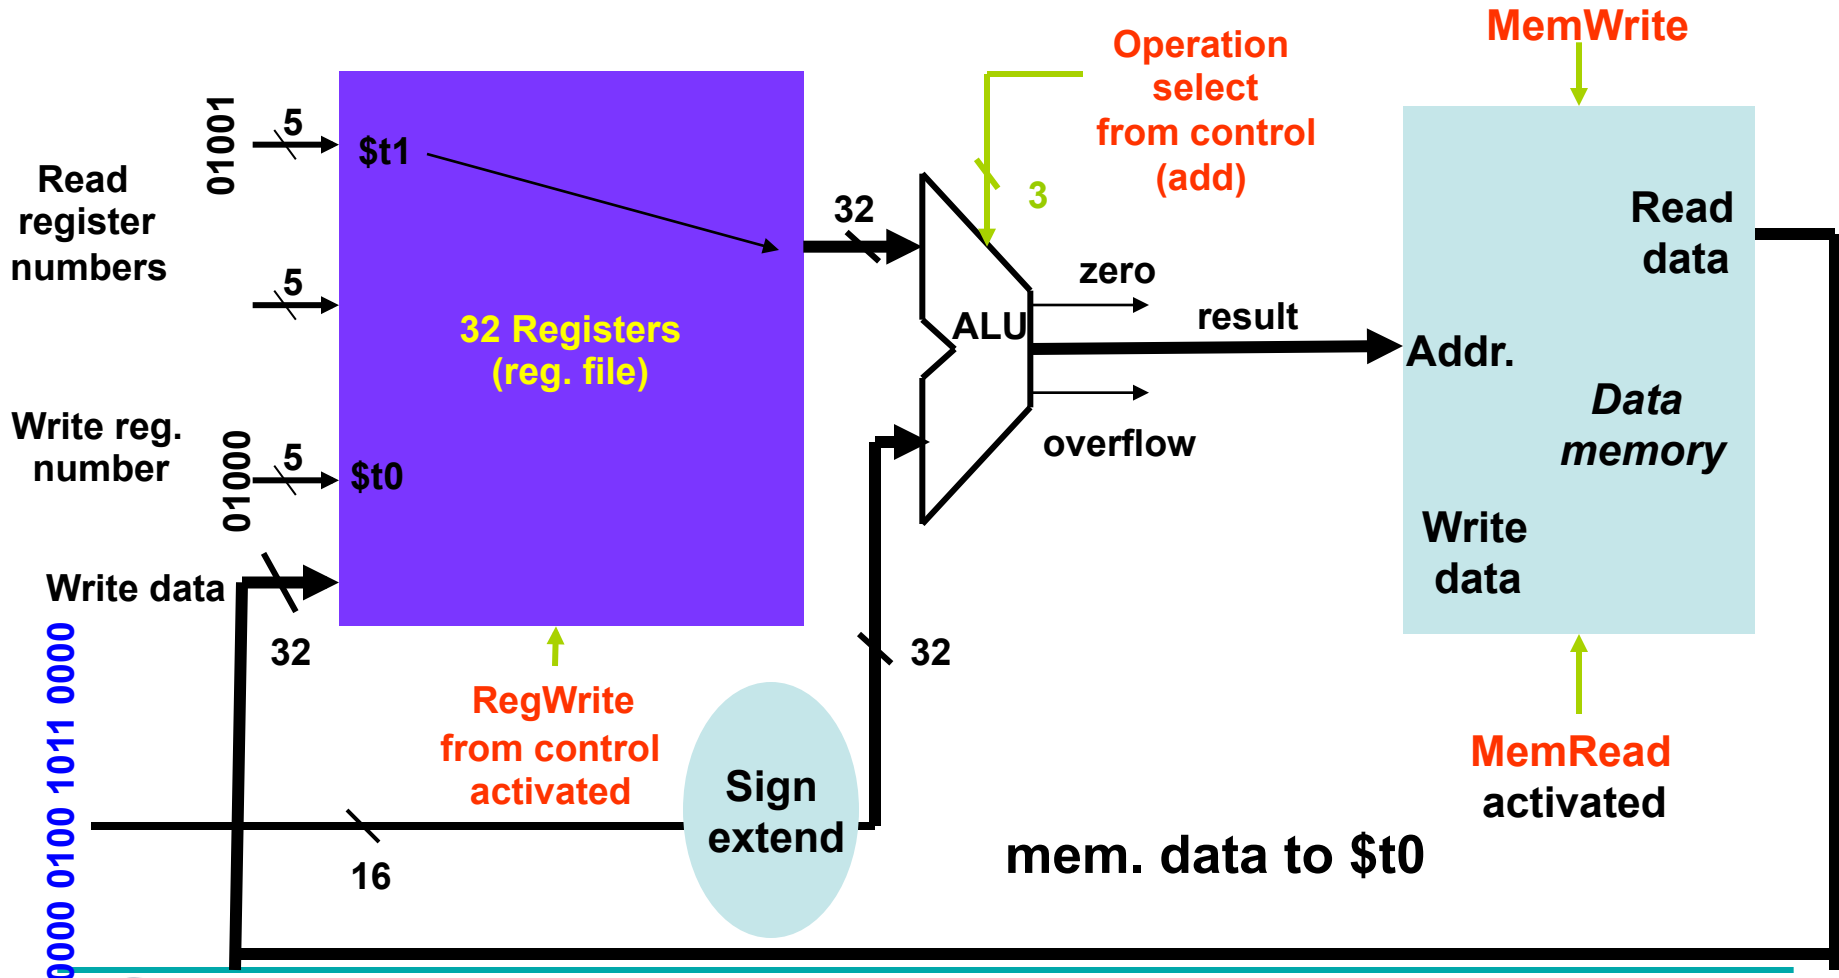 MemWrite
Operation
select
from control
(add)
01001
5
$t1
Read
register
numbers
32
3
Read
data
5
zero
32 Registers
(reg. file)
ALU
result
Addr.
Data
memory
Write reg.
number
01000
5
$t0
overflow
Write
data
Write data
32
32
0000 0100 1011 0000
RegWrite
from control
activated
MemRead
activated
Sign
extend
16
mem. data to $t0